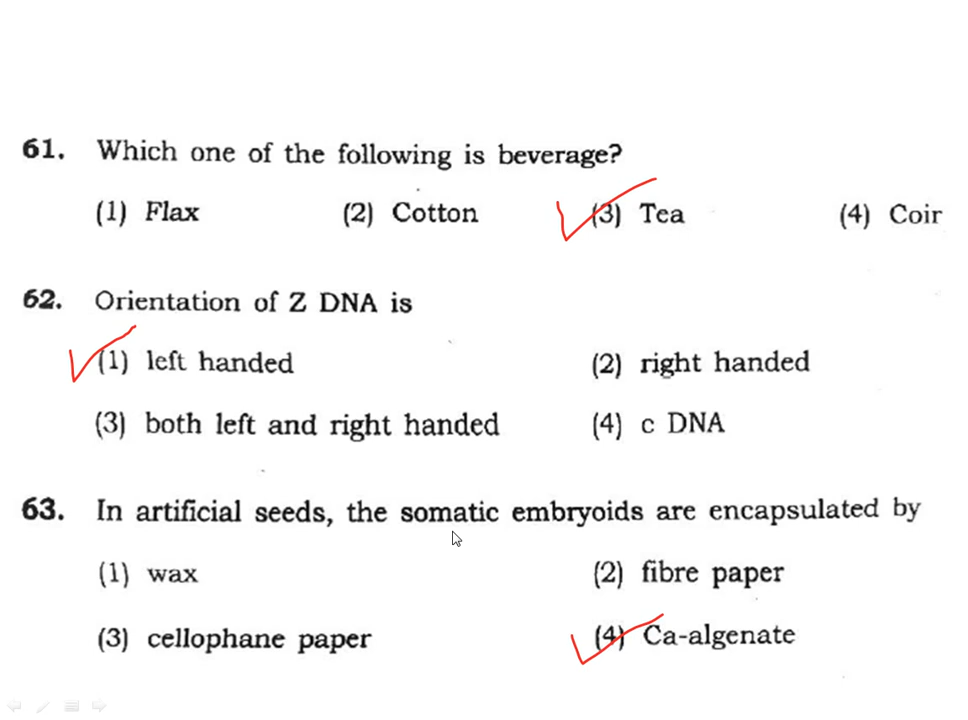 61. Which one of the following is beverage?
(1) Flax (2) Cotton (3) Tea (4) Coir
62. Orientation of Z DNA is
(1) left handed (2) right handed
(3) both left and right handed (4) c DNA
63. In artificial seeds, the somatic embryoids are encapsulated by
(1) wax (2) fibre paper
(3) cellophane paper (4) Ca-algenate